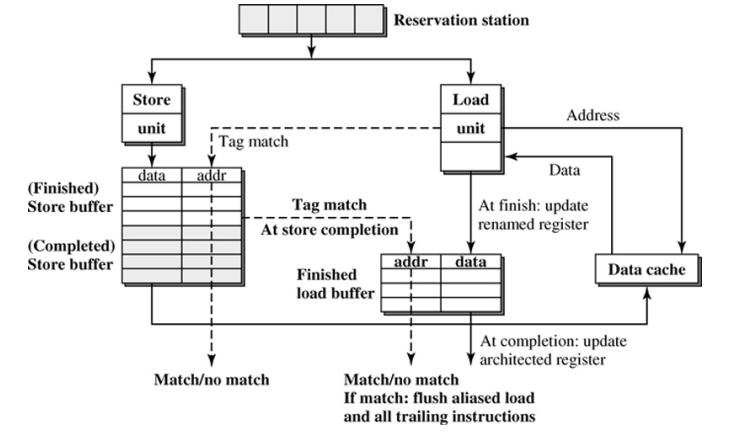 Reservation station
Store
unit
Load
unit
Address
Tag match
Data
data addr
(Finished)
Store buffer
Tag match
At store completion
At finish: update
renamed register
(Completed)
Store buffer
addr data
Finished
load buffer
Data cache
At completion: update
architected register
Match/no match
Match/no match
If match: flush aliased load
and all trailing instructions